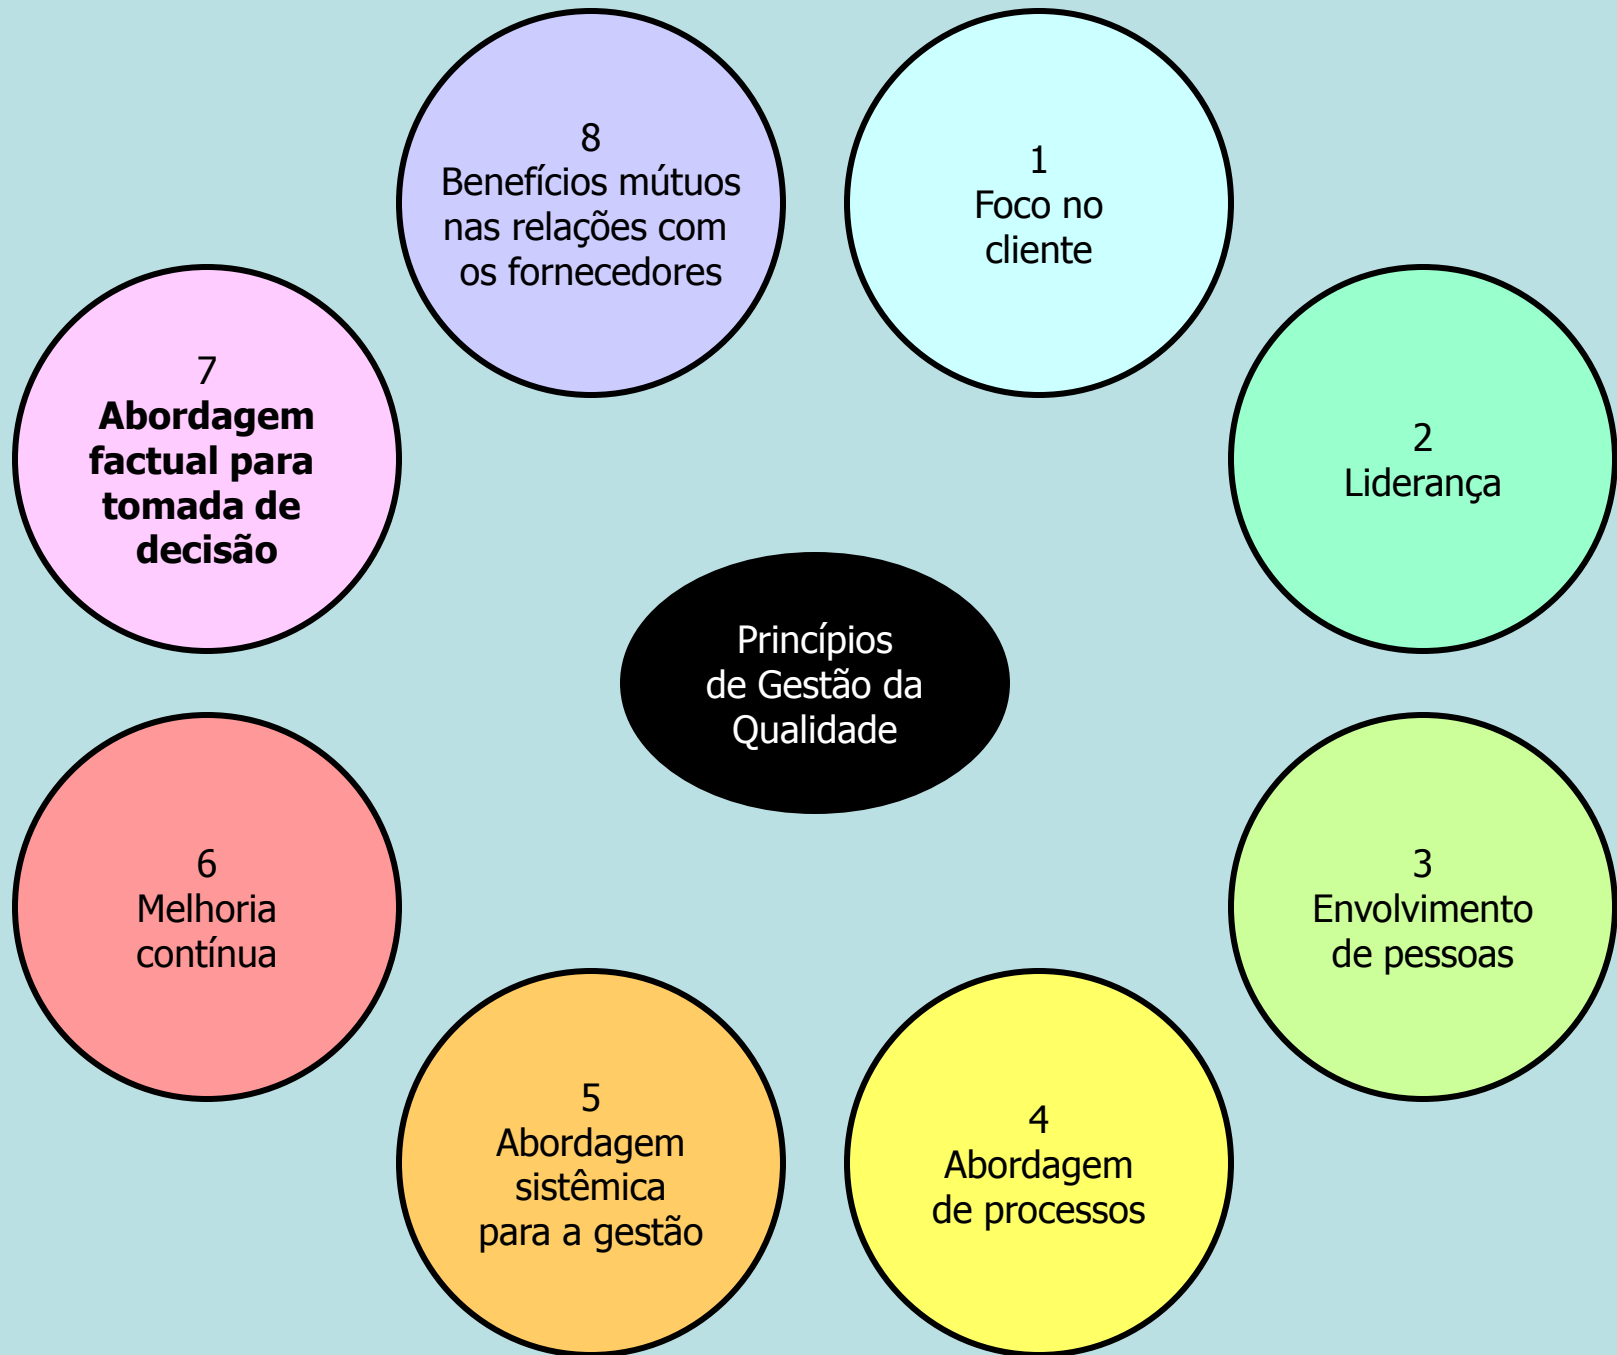 8
Benefícios mútuos
nas relações com
os fornecedores
1
Foco no
cliente
7
Abordagem
factual para
tomada de
decisão
2
Liderança
Princípios
de Gestão da
Qualidade
6
Melhoria
contínua
3
Envolvimento
de pessoas
5
Abordagem
sistêmica
para a gestão
4
Abordagem
de processos